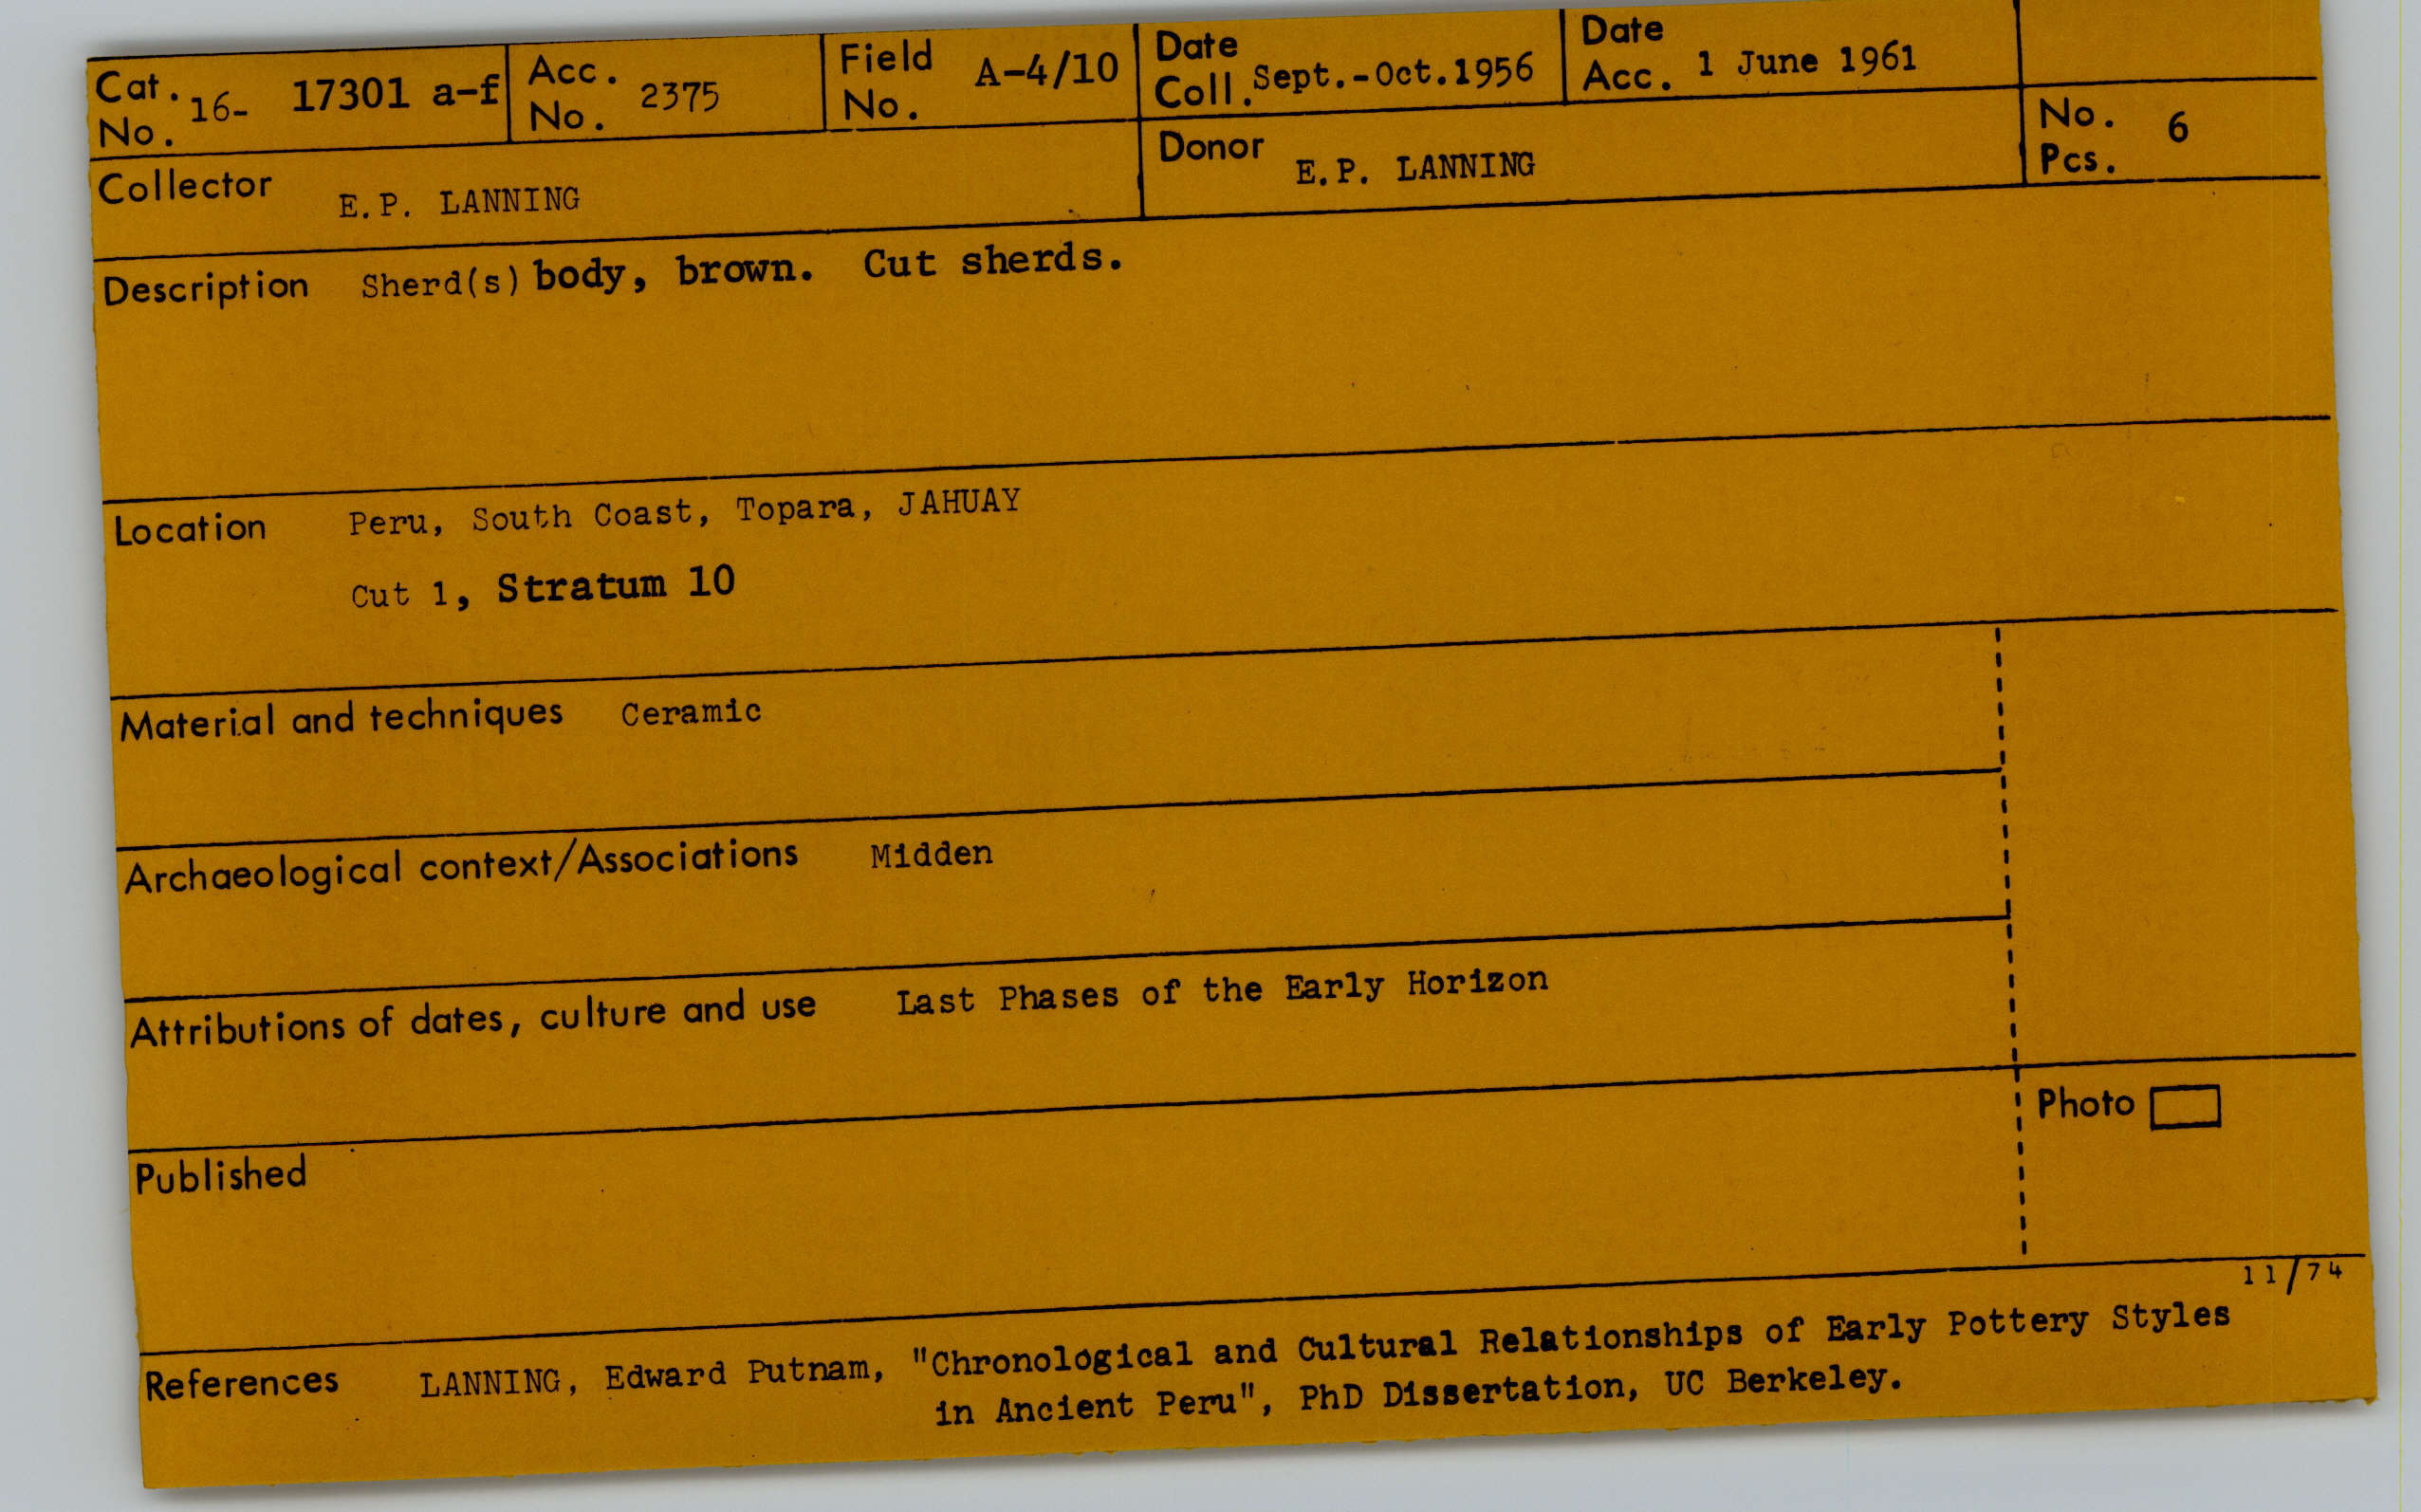 Cat. No. 16- 17301 a-f Acc. No. 2375 Field No. A-4/10 Date Coll. Sept.-Oct.1956 Date Acc. 1 June 1961
Collector E.P. LANNING Donor E.P. LANNING No. Pcs. 6
Description Sherd(s) body, brown. Cut sherds.
Location Peru, South Coast, Topara, JAHUAY
Cut 1, Stratum 10
Material and techniques Ceramic
Archaeological context/Associations Midden
Attributions of dates, culture and use Last Phases of the Early Horizon
Photo
Published
11/74
References LANNING, Edward Putnam, "Chronological and Cultural Relationships of Early Pottery Styles
in Ancient Peru", PhD Dissertation, UC Berkeley.